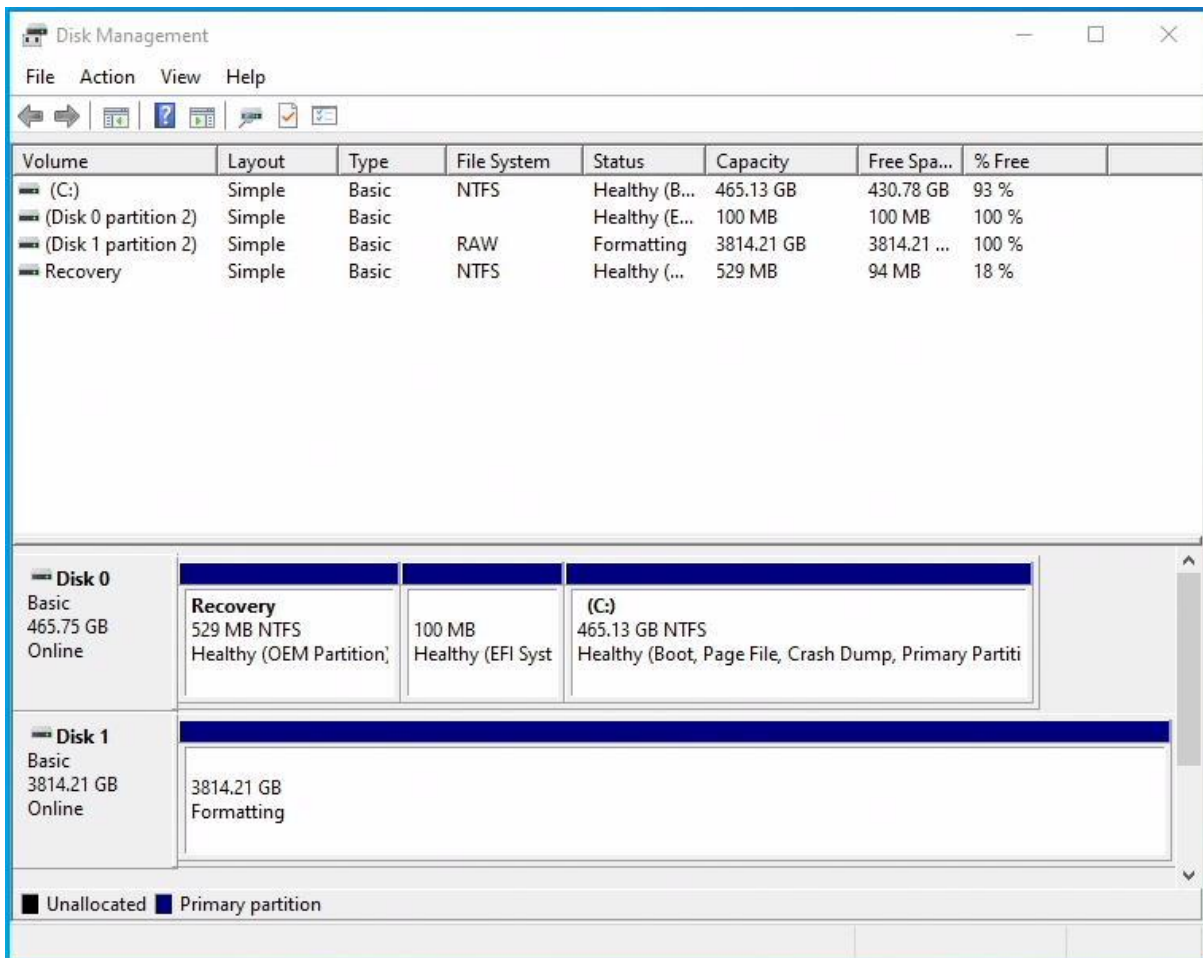 Disk Management
File Action View Help
Volume Layout Type File System Status Capacity Free Spa... % Free
(C:) Simple Basic NTFS Healthy (B... 465.13 GB 430.78 GB 93 %
(Disk 0 partition 2) Simple Basic Healthy (E... 100 MB 100 MB 100 %
(Disk 1 partition 2) Simple Basic RAW Formatting 3814.21 GB 3814.21 ... 100 %
Recovery Simple Basic NTFS Healthy (... 529 MB 94 MB 18 %
Disk 0
Basic
465.75 GB
Online
Recovery
529 MB NTFS
Healthy (OEM Partition)
100 MB
Healthy (EFI Syst
(C:)
465.13 GB NTFS
Healthy (Boot, Page File, Crash Dump, Primary Partiti
Disk 1
Basic
3814.21 GB
Online
3814.21 GB
Formatting
Unallocated Primary partition